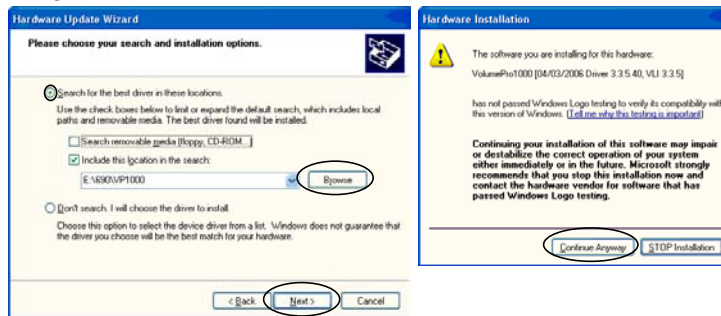 Hardware Update Wizard
Please choose your search and installation options.
Search for the best driver in these locations.
Use the check boxes below to limit or expand the default search, which includes local
paths and removable media. The best driver found will be installed.
Search removable media (floppy, CD-ROM...)
Include this location in the search:
E:\690\VP1000
Browse
Don't search. I will choose the driver to install.
Choose this option to select the device driver from a list. Windows does not guarantee that
the driver you choose will be the best match for your hardware.
< Back
Next >
Cancel
Hardware Installation
The software you are installing for this hardware:
VolumePro1000 [04/03/2006 Driver 3.3.5.40, VLI 3.3.5]
has not passed Windows Logo testing to verify its compatibility with
this version of Windows. (Tell me why this testing is important)
Continuing your installation of this software may impair
or destabilize the correct operation of your system
either immediately or in the future. Microsoft strongly
recommends that you stop this installation now and
contact the hardware vendor for software that has
passed Windows Logo testing.
Continue Anyway
STOP Installation